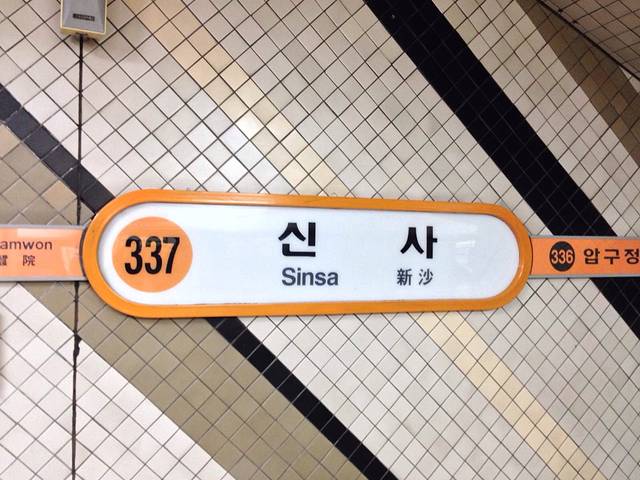 amwon
院
337
신 사
Sinsa 新沙
336 압구정